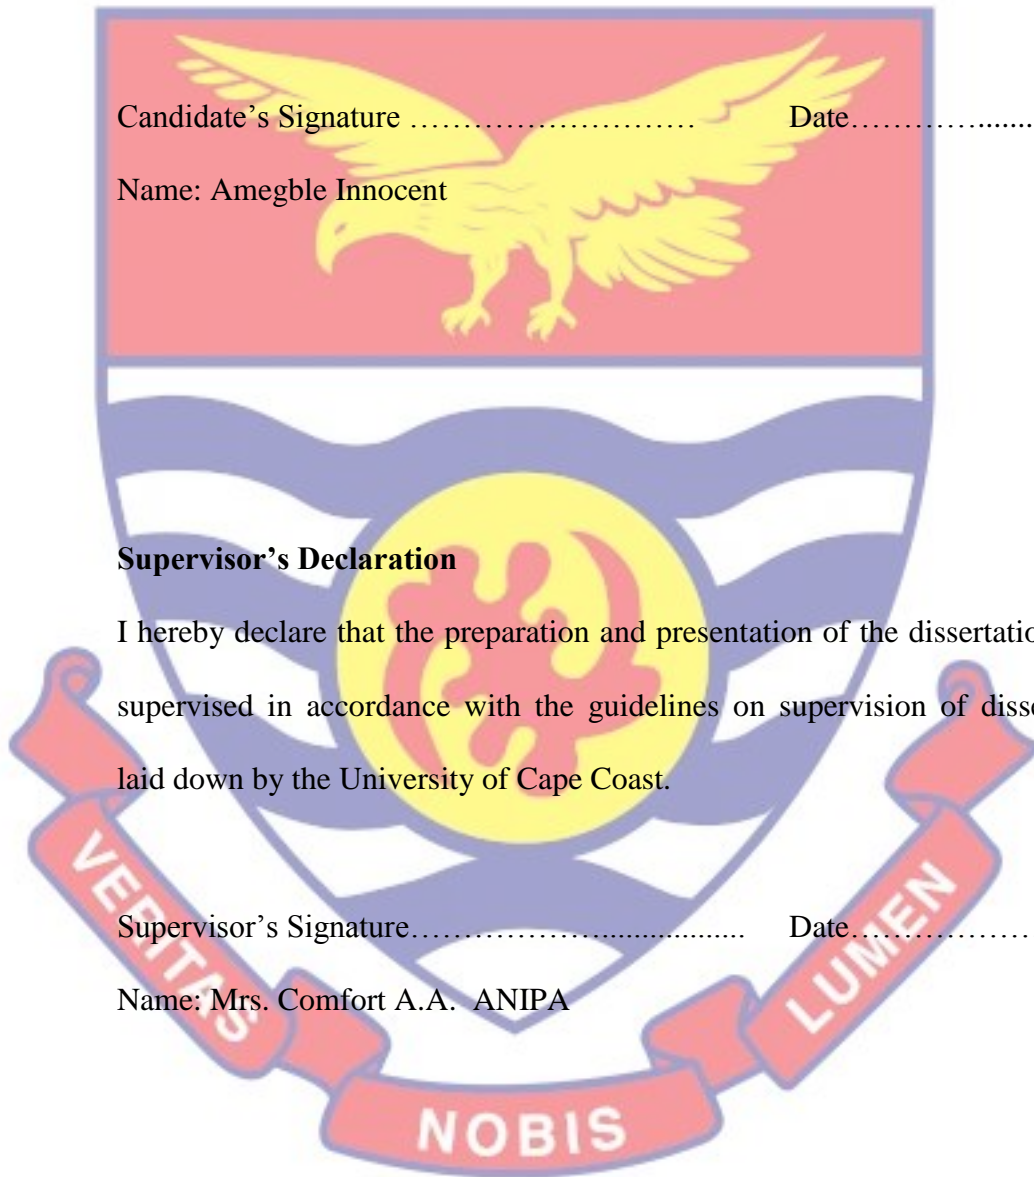 Candidate’s Signature ……………………… Date…………........
Name: Amegble Innocent
Supervisor’s Declaration
I hereby declare that the preparation and presentation of the
supervised in accordance with the guidelines on supervision of
laid down by the University of Cape Coast.
Supervisor’s Signature………………................... Date………………
Name: Mrs. Comfort A.A. ANIPA
VERITAS
NOBIS
LUMEN